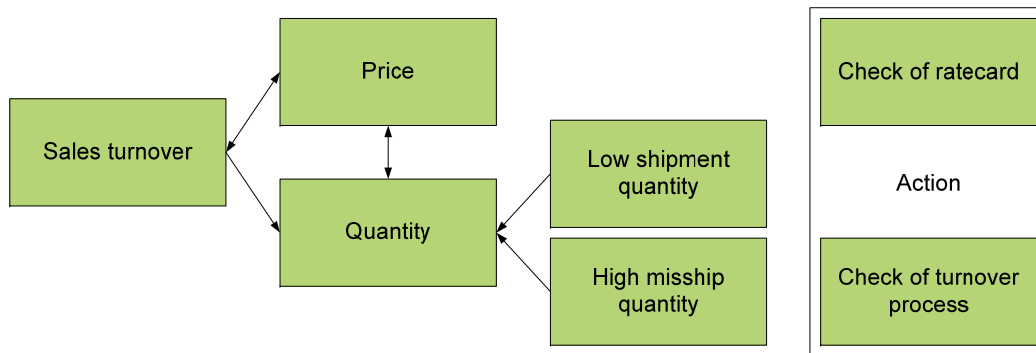 Sales turnover
Price
Quantity
Low shipment
quantity
High misship
quantity
Check of ratecard
Action
Check of turnover
process